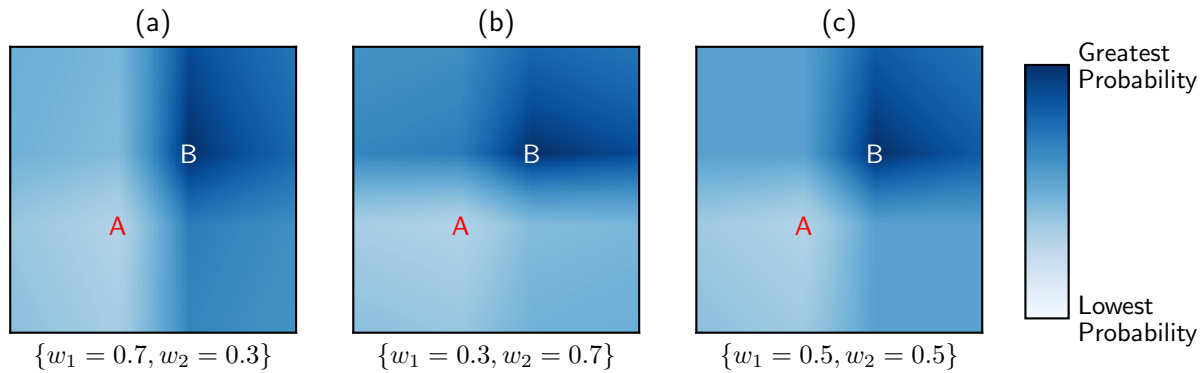 (a)
(b)
(c)
B
A
B
A
B
A
Greatest
Probability
Lowest
Probability
{w₁ = 0.7, w₂ = 0.3}
{w₁ = 0.3, w₂ = 0.7}
{w₁ = 0.5, w₂ = 0.5}